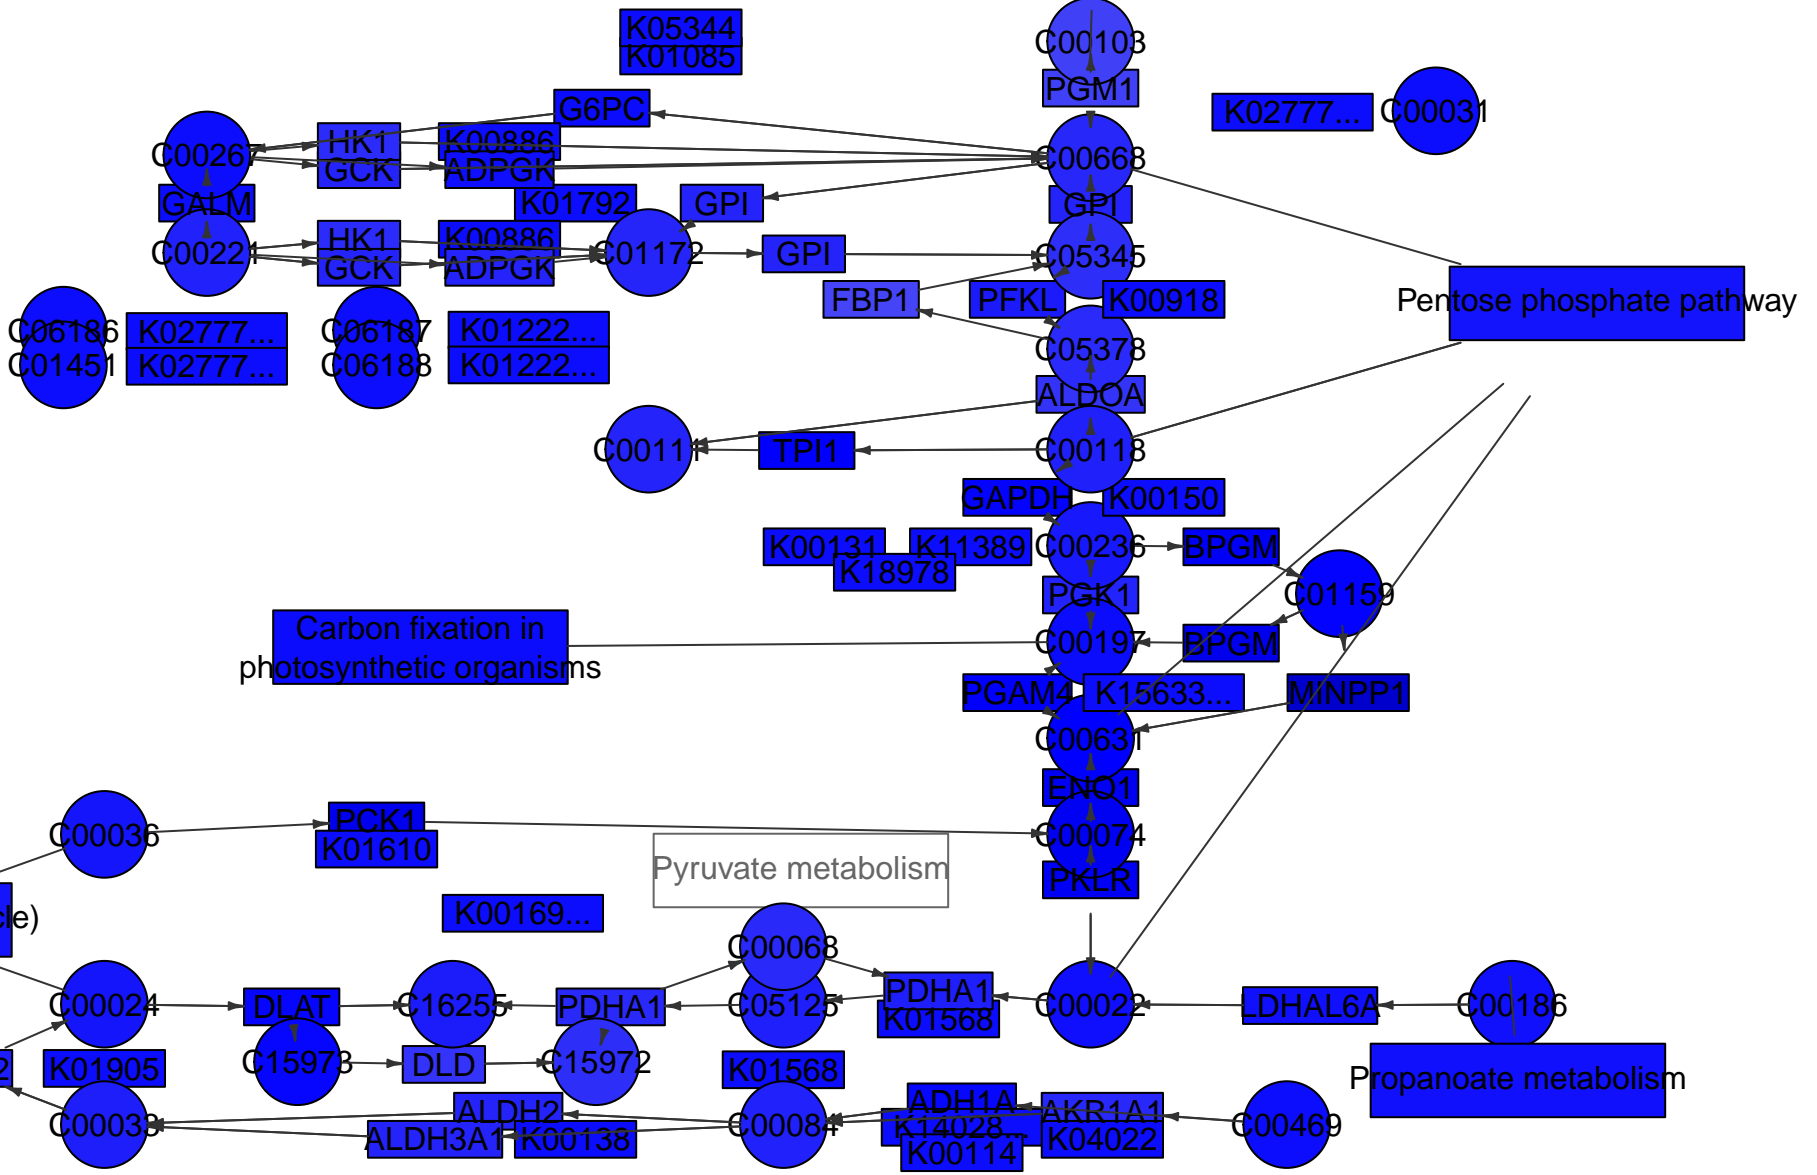 K05344
K01085
C00103
PGM1
G6PC
K02777...
C00031
HK1
K00886
C00267
GCK
ADPGK
C00668
GALM
K01792
GPI
GPI
HK1
K00886
C00221
GCK
ADPGK
C01172
GPI
C05345
FBP1
PFKL
K00918
Pentose phosphate pathway
C06186
K02777...
C06187
K01222...
C01451
K02777...
C06188
K01222...
C05378
ALDOA
C00111
TPI1
C00118
GAPDH
K00150
K00131
K11389
C00236
BPGM
K18978
PGK1
C01159
Carbon fixation in
photosynthetic organisms
C00197
BPGM
PGAM4
K15633...
MINPP1
C00631
ENO1
C00036
PCK1
K01610
C00074
Pyruvate metabolism
PKLR
cle)
K00169...
C00068
C00024
DLAT
C16255
PDHA1
C05125
PDHA1
K01568
C00022
LDHAL6A
C00186
2
K01905
C15973
DLD
C15972
K01568
Propanoate metabolism
C00033
ALDH2
ALDH3A1
K00138
C00084
ADH1A
K14028...
K00114
AKR1A1
K04022
C00469